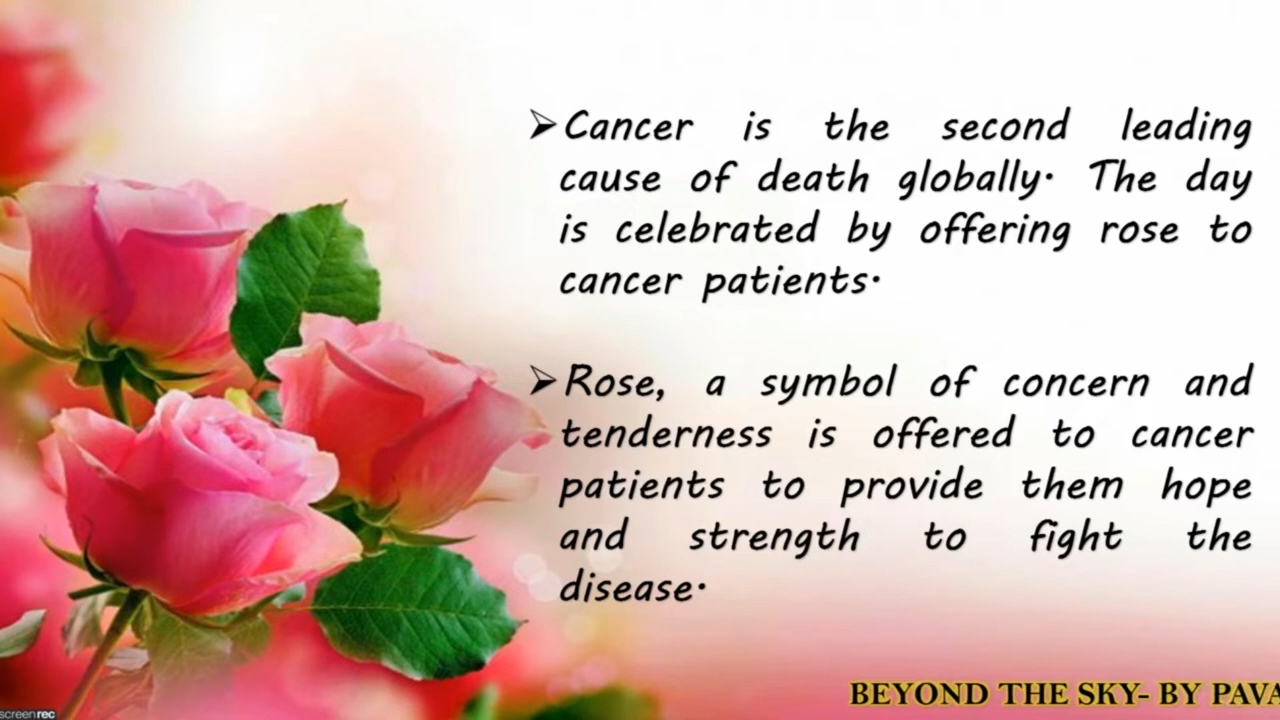 ➢Cancer is the second leading
cause of death globally. The day
is celebrated by offering rose to
cancer patients.
➢Rose, a symbol of concern and
tenderness is offered to cancer
patients to provide them hope
and strength to fight the
disease.
BEYOND THE SKY- BY PAVA
screenrec